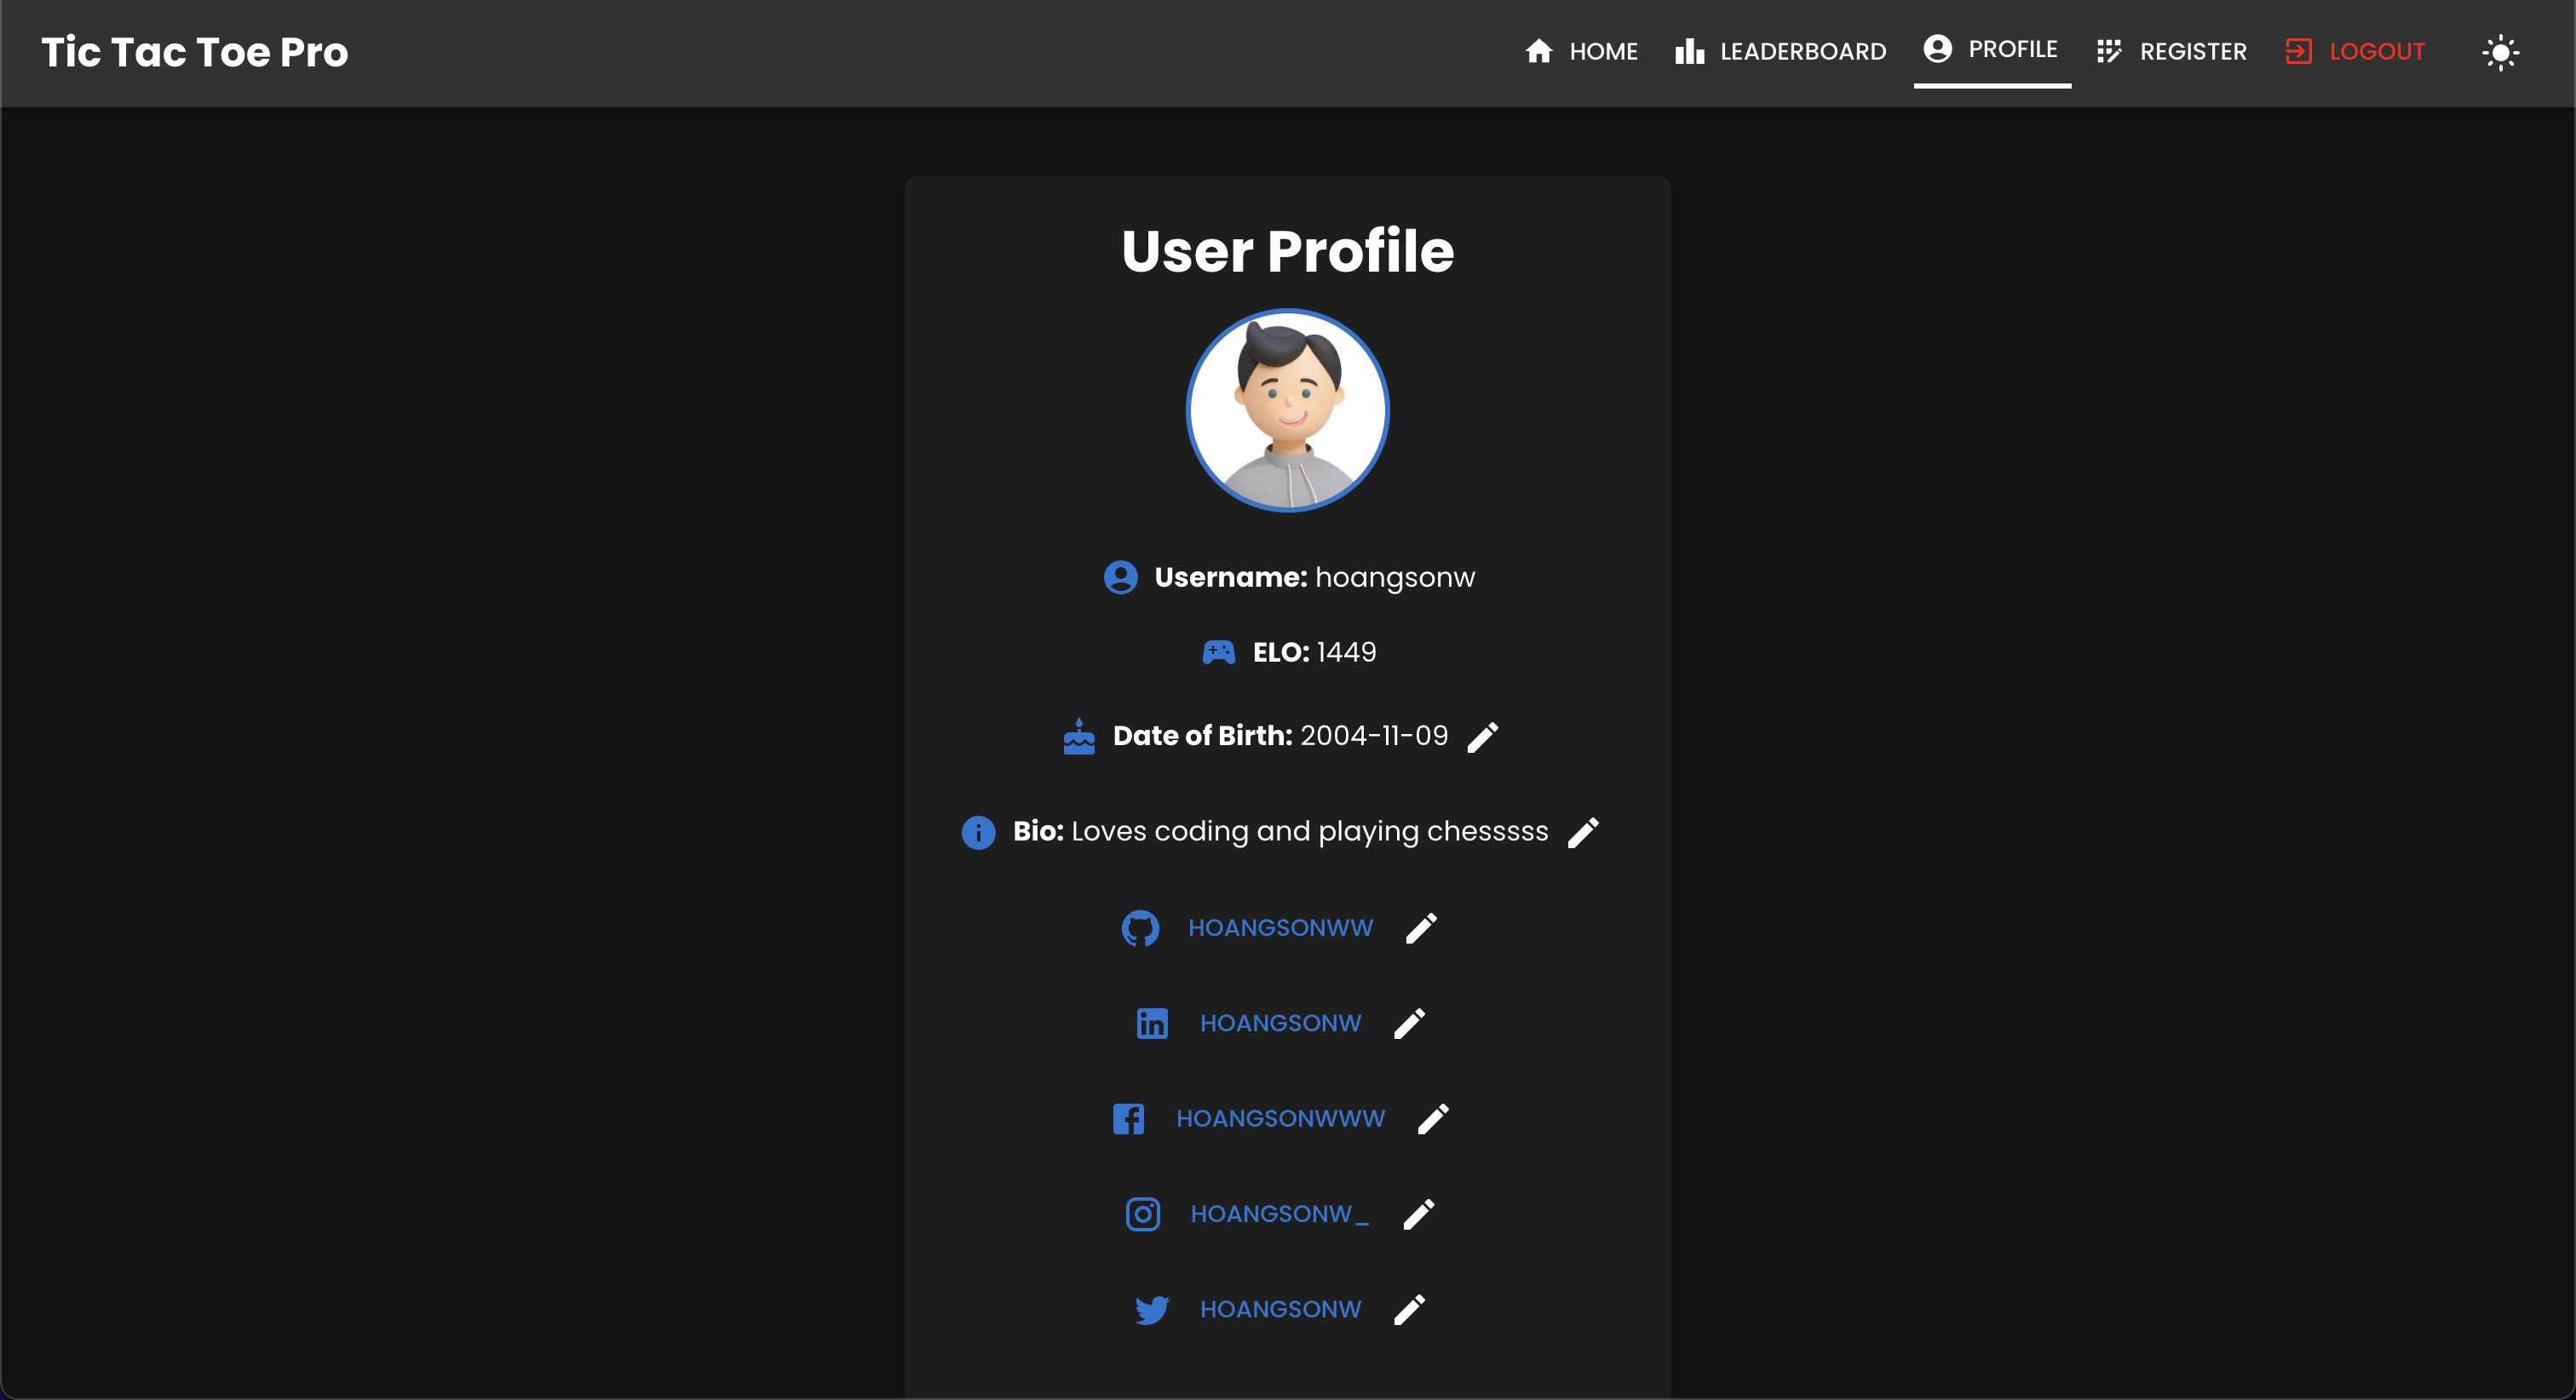 Tic Tac Toe Pro
HOME LEADERBOARD PROFILE REGISTER LOGOUT
User Profile
Username: hoangsonw
ELO: 1449
Date of Birth: 2004-11-09
Bio: Loves coding and playing chesssss
HOANGSONWW
HOANGSONW
HOANGSONWWW
HOANGSONW_
HOANGSONW